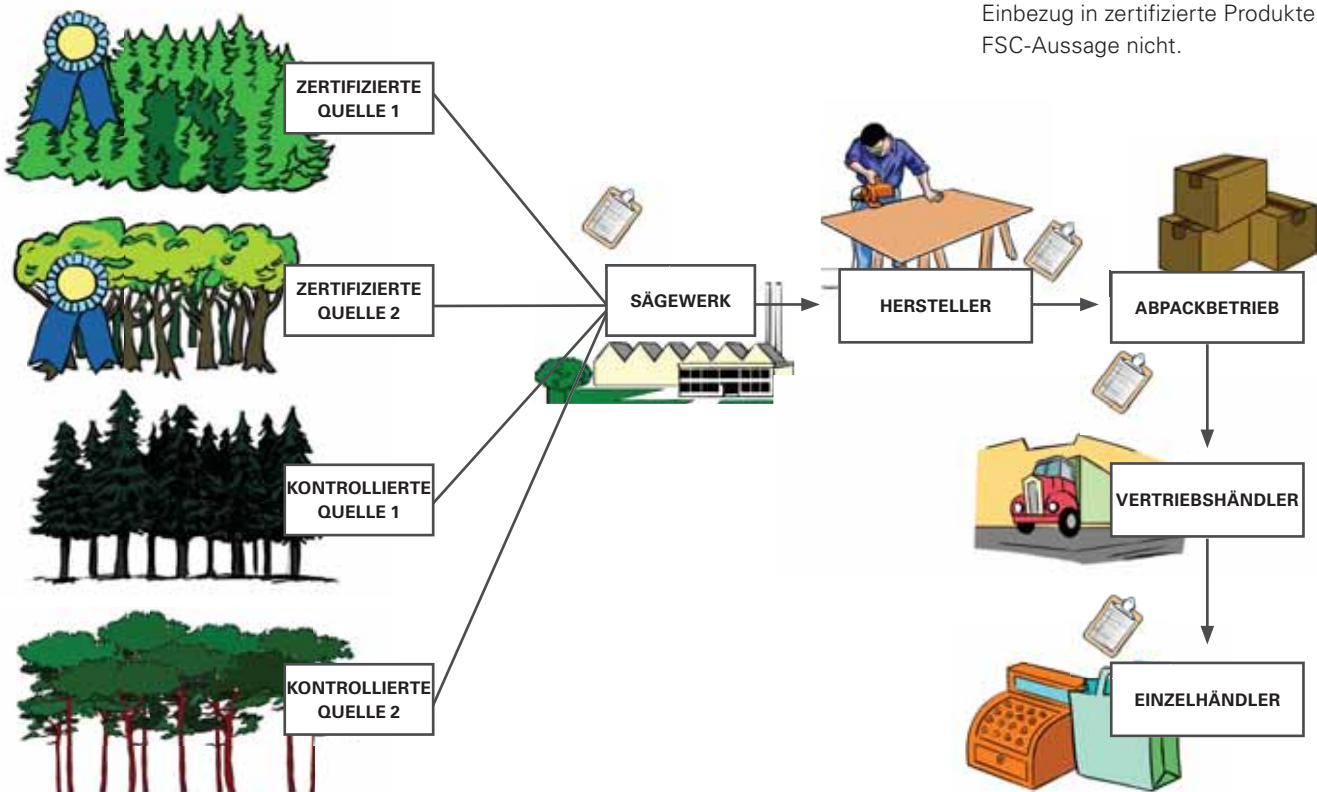 Einbezug in zertifizierte Produkte
FSC-Aussage nicht.
ZERTIFIZIERTE
QUELLE 1
ZERTIFIZIERTE
QUELLE 2
KONTROLLIERTE
QUELLE 1
KONTROLLIERTE
QUELLE 2
SÄGEWERK
HERSTELLER
ABPACKBETRIEB
VERTRIEBSHÄNDLER
EINZELHÄNDLER